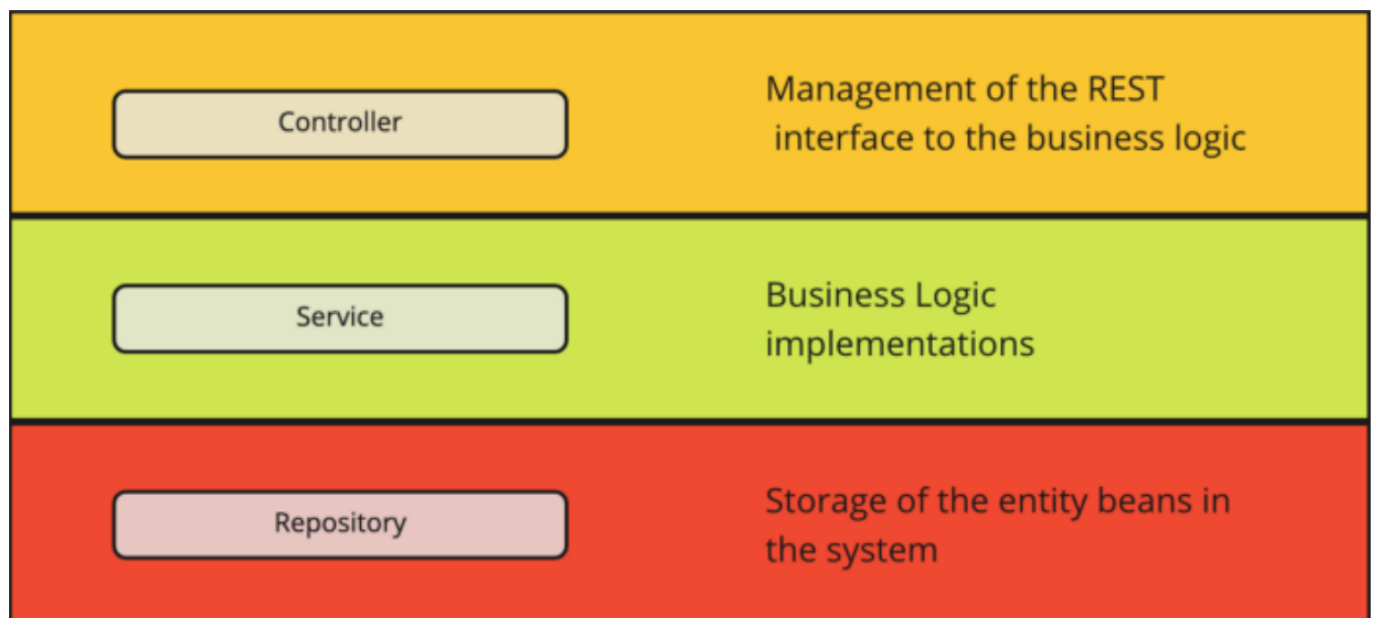 Controller
Management of the REST
interface to the business logic
Service
Business Logic
implementations
Repository
Storage of the entity beans in
the system